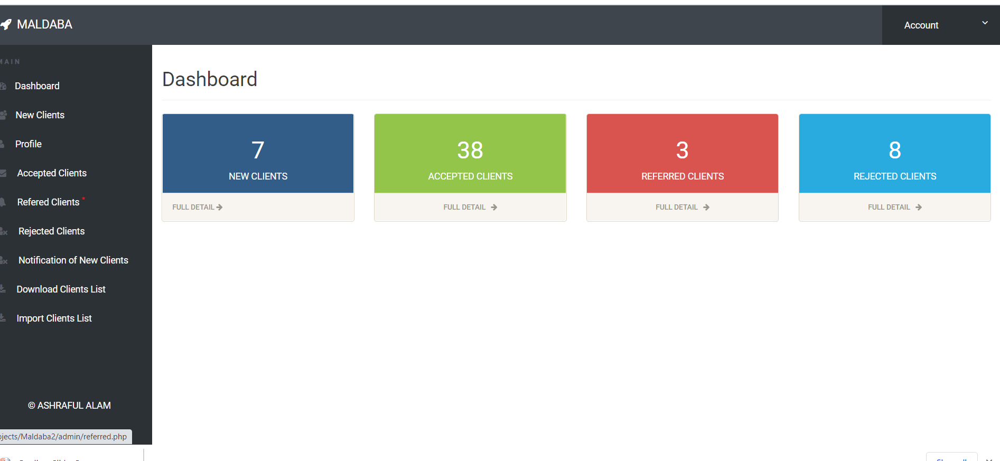 MALDABA
Account
MAIN
Dashboard
New Clients
Profile
Accepted Clients
Refered Clients *
Rejected Clients
Notification of New Clients
Download Clients List
Import Clients List
© ASHRAFUL ALAM
Dashboard
7
NEW CLIENTS
FULL DETAIL
38
ACCEPTED CLIENTS
FULL DETAIL
3
REFERRED CLIENTS
FULL DETAIL
8
REJECTED CLIENTS
FULL DETAIL
ojects/Maldaba2/admin/referred.php